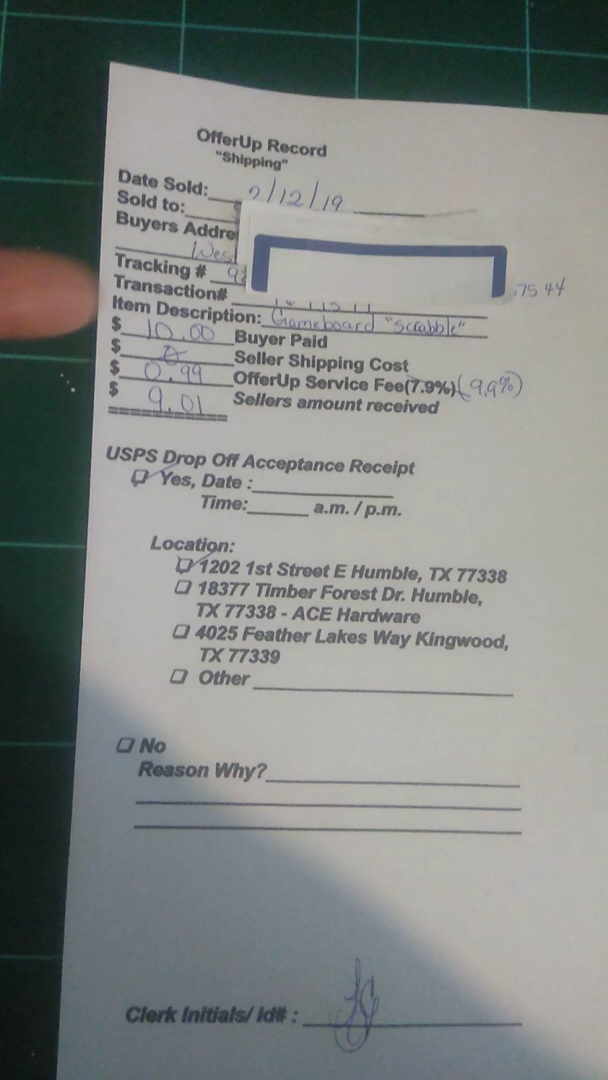 OfferUp Record
"Shipping"
Date Sold: 2/12/19
Sold to:
Buyers Addre
Wes
Tracking # 92 7544
Transaction#
Item Description: Gameboard "Scrabble"
$ 10.00 Buyer Paid
$ 0 Seller Shipping Cost
$ 0.99 OfferUp Service Fee(7.9%) (9.9%)
$ 9.01 Sellers amount received
USPS Drop Off Acceptance Receipt
Yes, Date :
Time: a.m. / p.m.
Location:
1202 1st Street E Humble, TX 77338
18377 Timber Forest Dr. Humble,
TX 77338 - ACE Hardware
4025 Feather Lakes Way Kingwood,
TX 77339
Other
No
Reason Why?
Clerk Initials/ Id# :